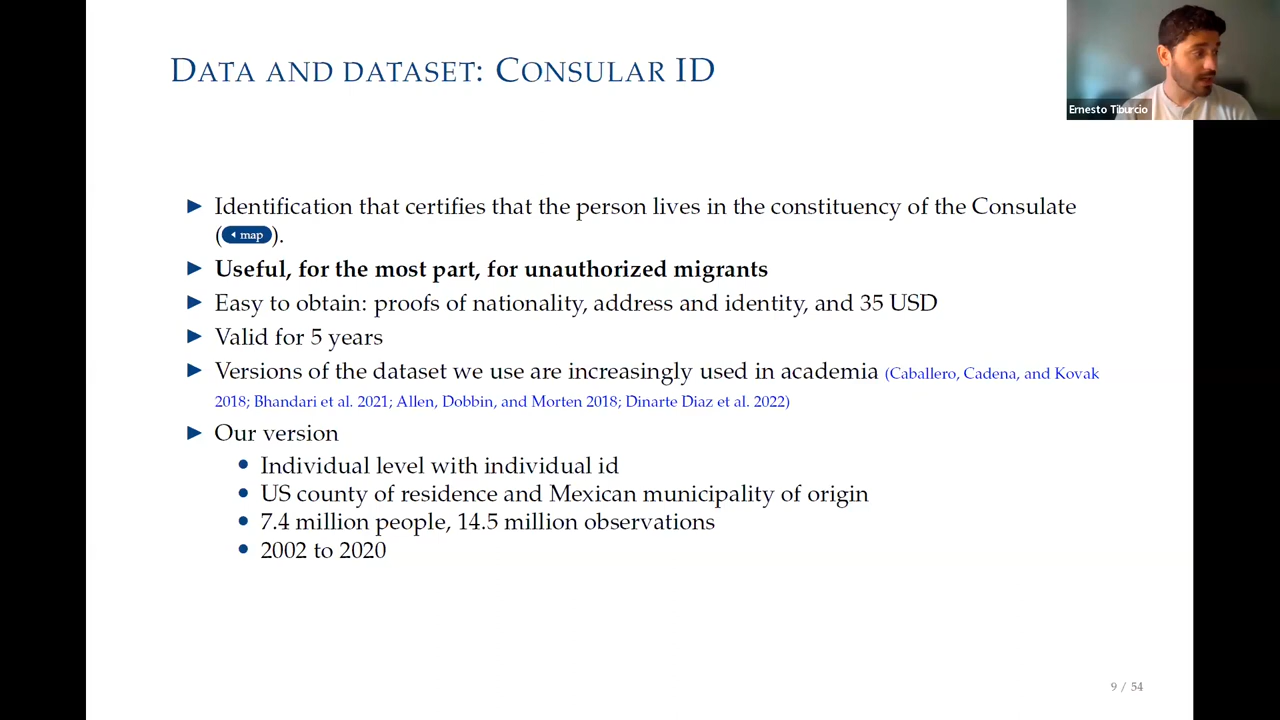 DATA AND DATASET: CONSULAR ID
Ernesto Tiburcio
▶ Identification that certifies that the person lives in the constituency of the Consulate
(◂ map).
▶ Useful, for the most part, for unauthorized migrants
▶ Easy to obtain: proofs of nationality, address and identity, and 35 USD
▶ Valid for 5 years
▶ Versions of the dataset we use are increasingly used in academia (Caballero, Cadena, and Kovak
2018; Bhandari et al. 2021; Allen, Dobbin, and Morten 2018; Dinarte Diaz et al. 2022)
▶ Our version
• Individual level with individual id
• US county of residence and Mexican municipality of origin
• 7.4 million people, 14.5 million observations
• 2002 to 2020
9 / 54